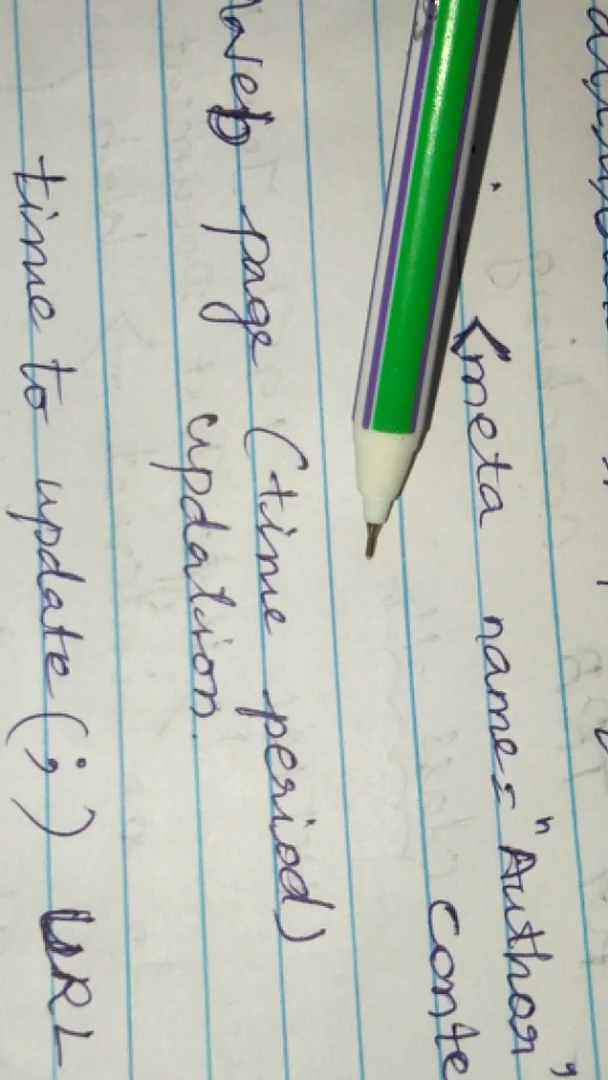 <meta name="Author"
conte
web page (time period)
updation.
time to update (;) URL